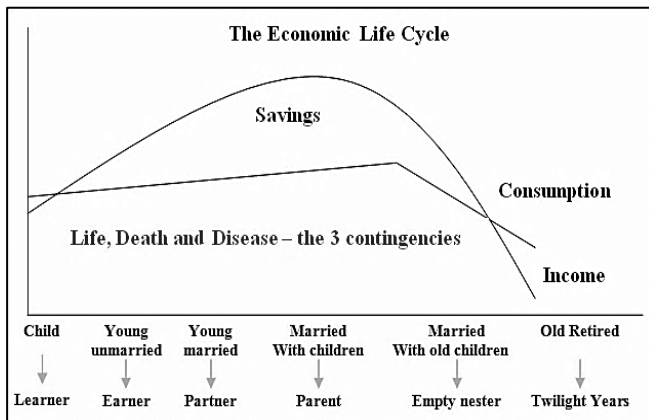 The Economic Life Cycle
Savings
Consumption
Life, Death and Disease – the 3 contingencies
Income
Child
Young
unmarried
Young
married
Married
With children
Married
With old children
Old Retired
Learner
Earner
Partner
Parent
Empty nester
Twilight Years